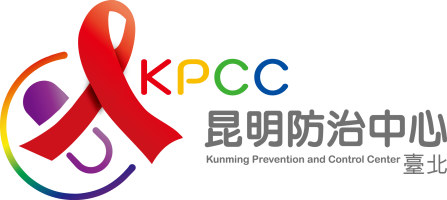 KPCC
昆明防治中心
Kunming Prevention and Control Center 臺北